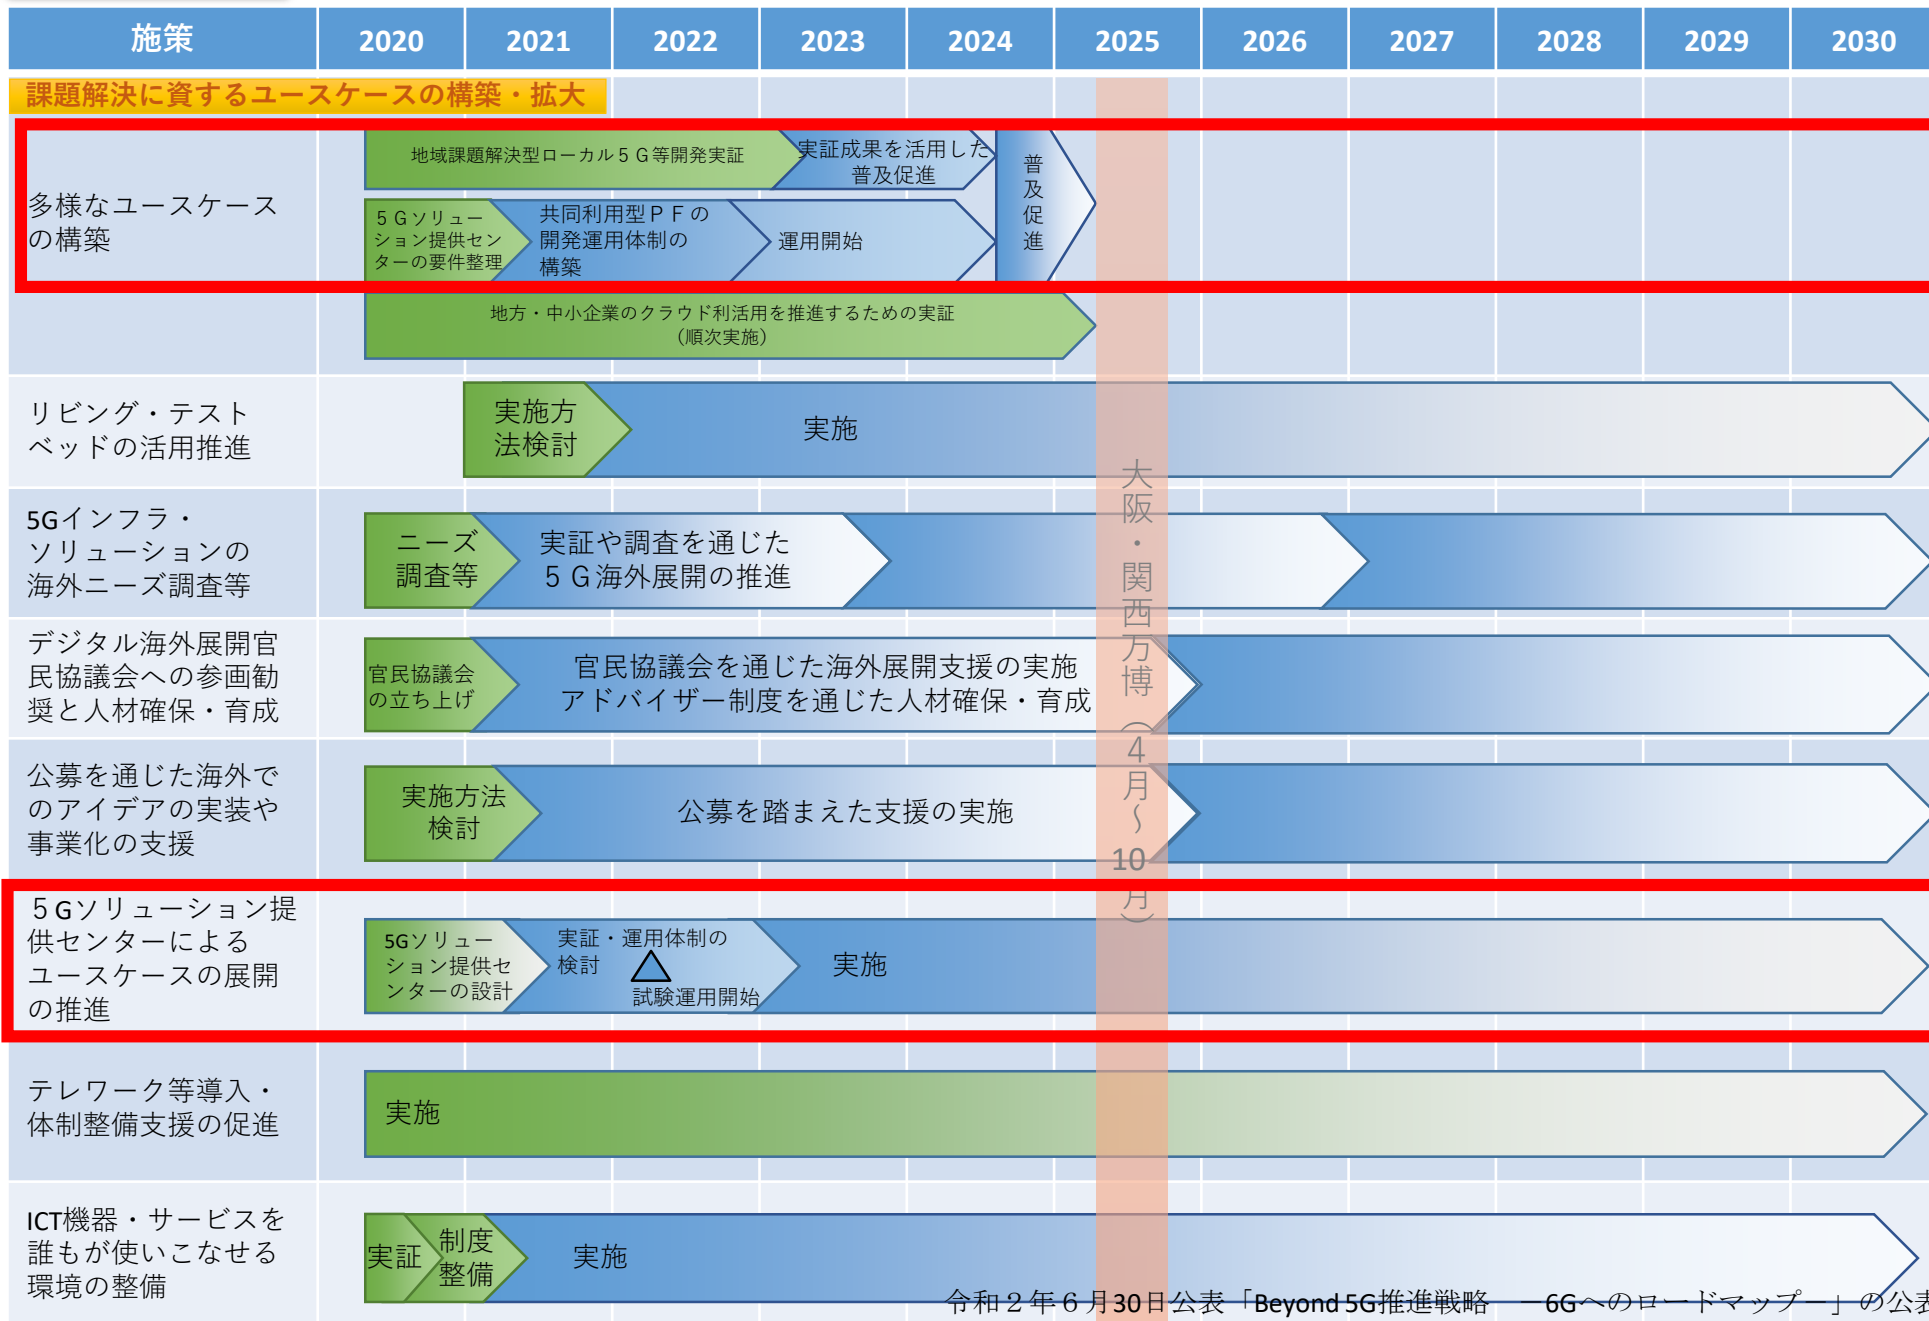 施策 2020 2021 2022 2023 2024 2025 2026 2027 2028 2029 2030
課題解決に資するユースケースの構築・拡大
多様なユースケース
の構築
地域課題解決型ローカル５Ｇ等開発実証
実証成果を活用した
普及促進
普及促進
５Ｇソリュー
ション提供セン
ターの要件整理
共同利用型ＰＦの
開発運用体制の
構築
運用開始
地方・中小企業のクラウド利活用を推進するための実証
（順次実施）
リビング・テスト
ベッドの活用推進
実施方
法検討
実施
5Gインフラ・
ソリューションの
海外ニーズ調査等
ニーズ
調査等
実証や調査を通じた
５Ｇ海外展開の推進
デジタル海外展開官
民協議会への参画勧
奨と人材確保・育成
官民協議会
の立ち上げ
官民協議会を通じた海外展開支援の実施
アドバイザー制度を通じた人材確保・育成
公募を通じた海外で
のアイデアの実装や
事業化の支援
実施方法
検討
公募を踏まえた支援の実施
大阪・関西万博（4月～10月）
５Gソリューション提
供センターによる
ユースケースの展開
の推進
5Gソリュー
ション提供セ
ンターの設計
実証・運用体制の
検討
試験運用開始
実施
テレワーク等導入・
体制整備支援の促進
実施
ICT機器・サービスを
誰もが使いこなせる
環境の整備
実証
制度
整備
実施
令和２年６月30日公表「Beyond 5G推進戦略　－6Gへのロードマップ－」の公表